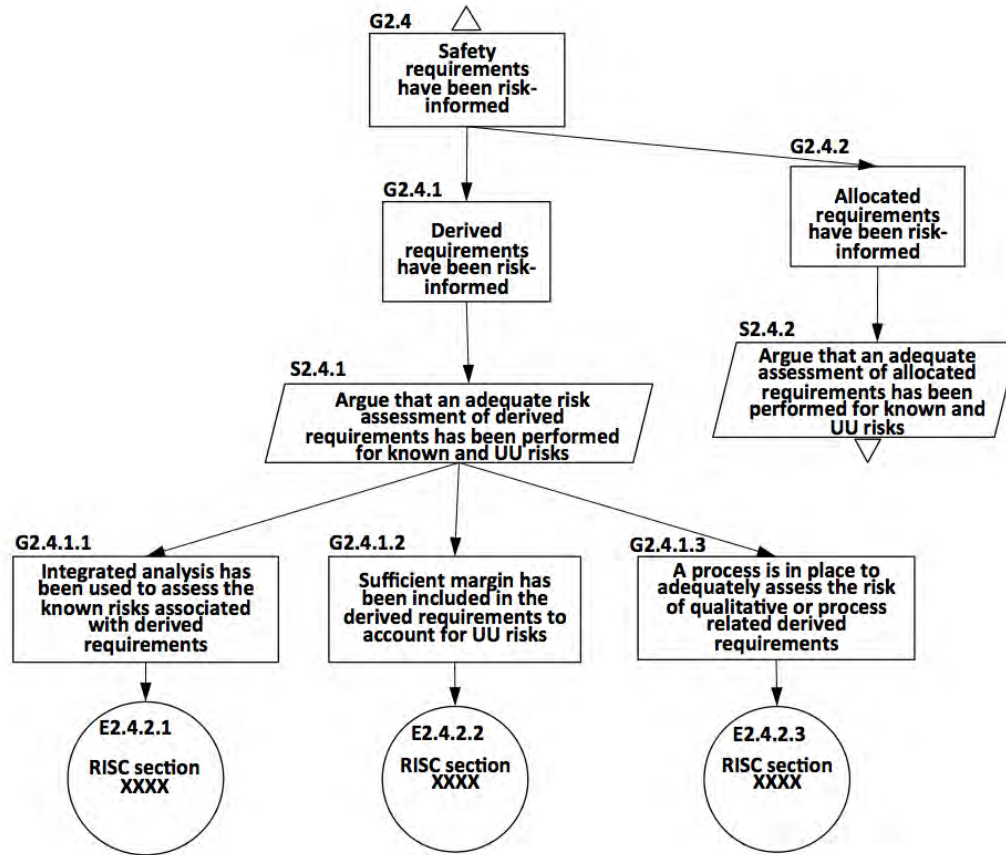 G2.4
Safety
requirements
have been risk-
informed
G2.4.2
Allocated
requirements
have been risk-
informed
G2.4.1
Derived
requirements
have been risk-
informed
S2.4.2
Argue that an adequate
assessment of allocated
requirements has been
performed for known and
UU risks
S2.4.1
Argue that an adequate risk
assessment of derived
requirements has been performed
for known and UU risks
G2.4.1.1
Integrated analysis has
been used to assess the
known risks associated
with derived
requirements
G2.4.1.2
Sufficient margin has
been included in the
derived requirements to
account for UU risks
G2.4.1.3
A process is in place to
adequately assess the risk
of qualitative or process
related derived
requirements
E2.4.2.1
RISC section
XXXX
E2.4.2.2
RISC section
XXXX
E2.4.2.3
RISC section
XXXX